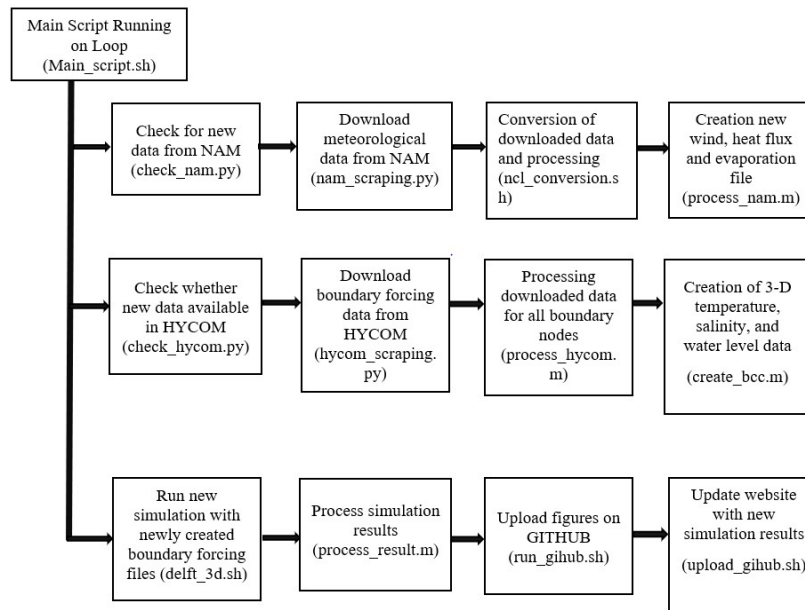 Main Script Running
on Loop
(Main_script.sh)
Check for new
data from NAM
(check_nam.py)
Download
meteorological
data from NAM
(nam_scraping.py)
Conversion of
downloaded data
and processing
(ncl_conversion.s
h)
Creation new
wind, heat flux
and evaporation
file
(process_nam.m)
Check whether
new data available
in HYCOM
(check_hycom.py)
Download
boundary forcing
data from
HYCOM
(hycom_scraping.
py)
Processing
downloaded data
for all boundary
nodes
(process_hycom.
m)
Creation of 3-D
temperature,
salinity, and
water level data
(create_bcc.m)
Run new
simulation with
newly created
boundary forcing
files (delft_3d.sh)
Process simulation
results
(process_result.m)
Upload figures on
GITHUB
(run_gihub.sh)
Update website
with new
simulation results
(upload_gihub.sh)